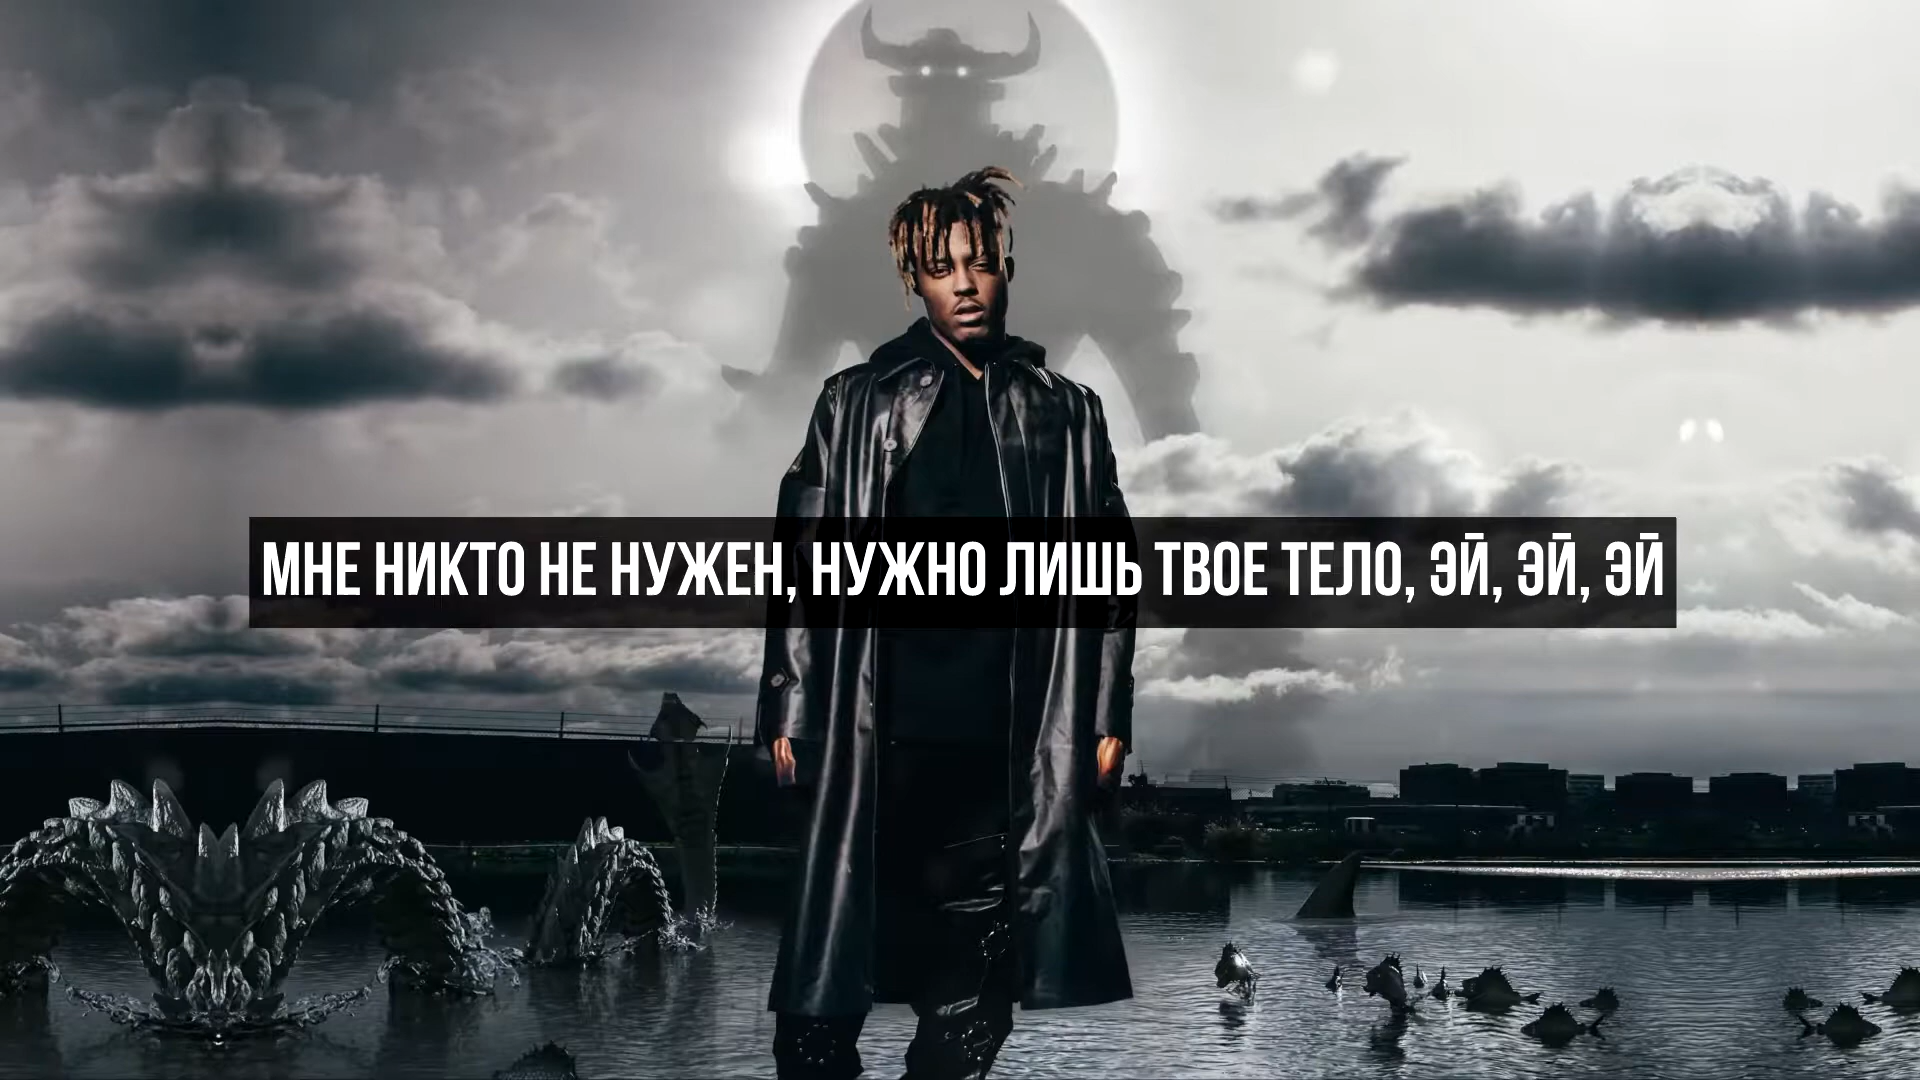 МНЕ НИКТО НЕ НУЖЕН, НУЖНО ЛИШЬ ТВОЕ ТЕЛО, ЭЙ, ЭЙ, ЭЙ